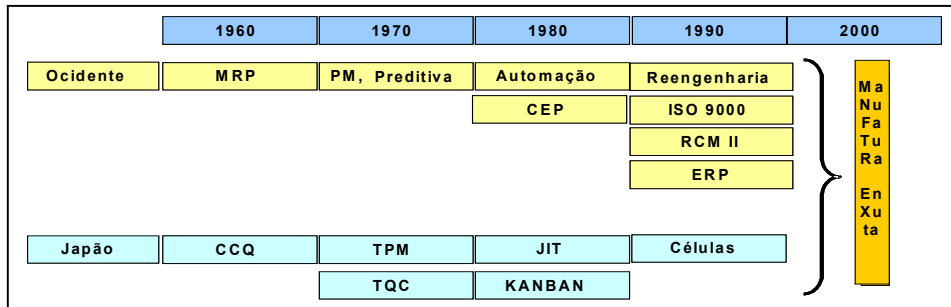 1960 1970 1980 1990 2000
Ocidente MRP PM, Preditiva Automação Reengenharia
CEP ISO 9000
RCM II
ERP
Ma
Nu
Fa
Tu
Ra
En
Xu
ta
Japão CCQ TPM JIT Células
TQC KANBAN